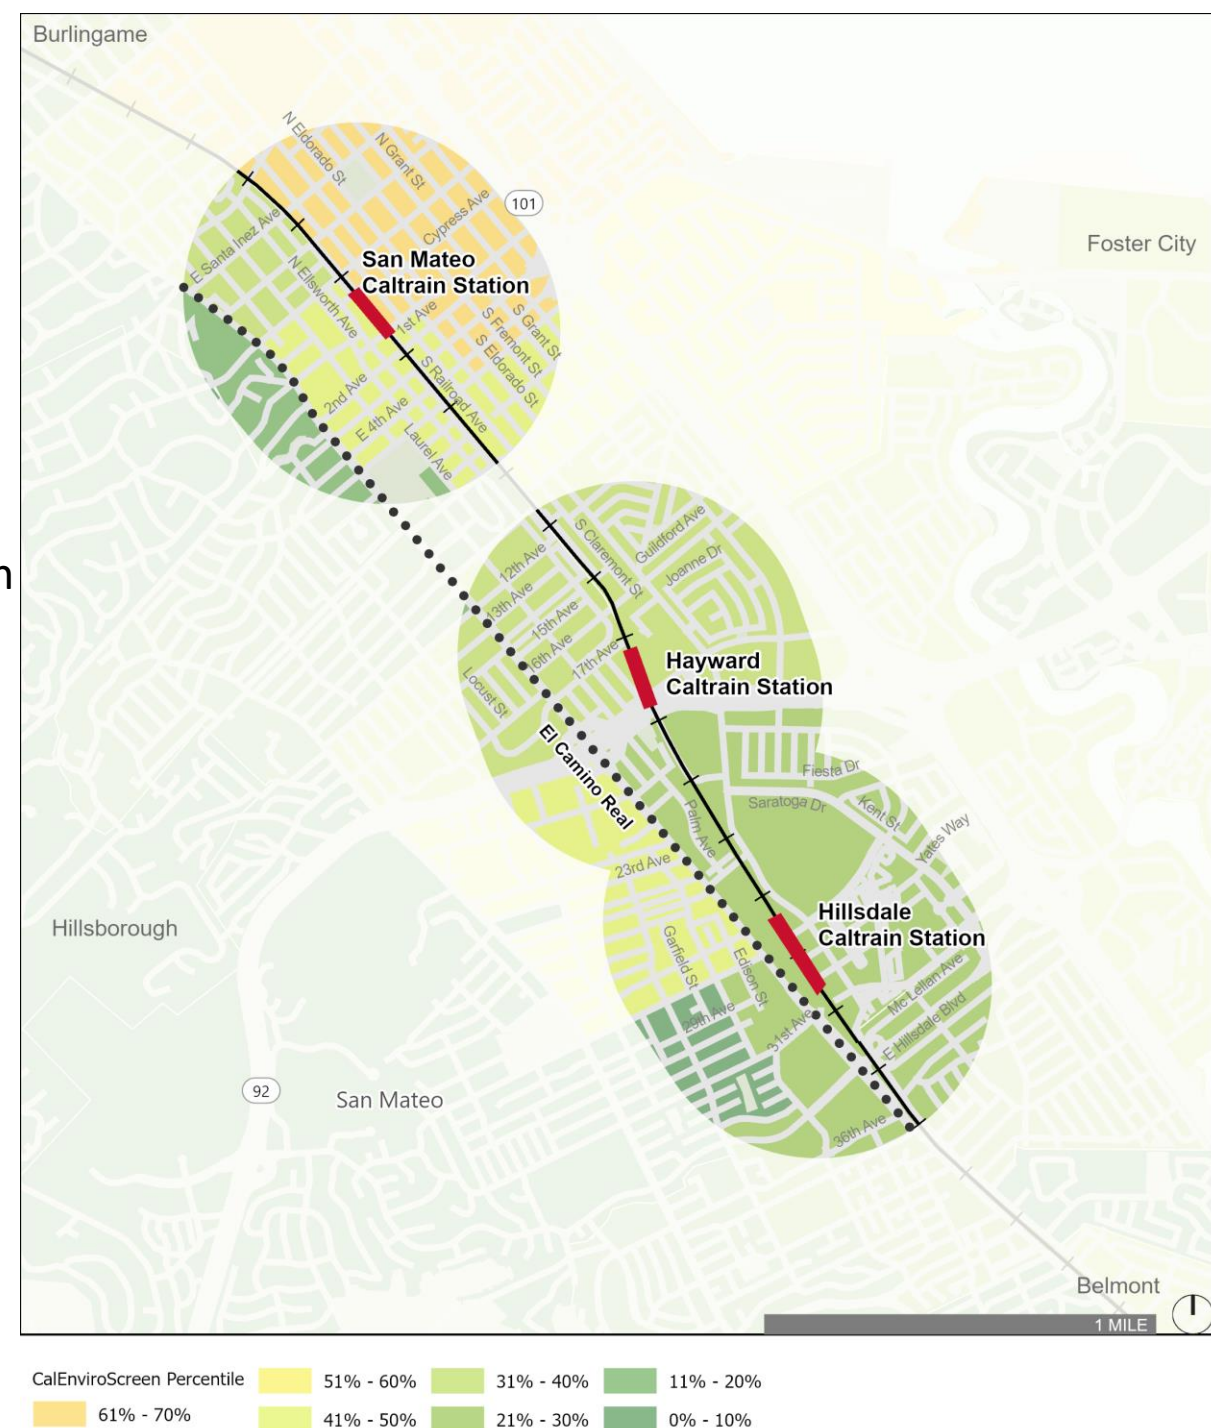 Burlingame
N Eldorado St
N Grant St
Cypress Ave
101
Foster City
E Santa Inez Ave
San Mateo
Caltrain Station
N Ellsworth Ave
1st Ave
S Grant St
S Fremont St
S Eldorado St
S Railroad Ave
2nd Ave
E 4th Ave
Laurel Ave
n
12th Ave
13th Ave
15th Ave
16th Ave
17th Ave
S Claremont St
Guildford Ave
Joanne Dr
Locust St
Hayward
Caltrain Station
El Camino Real
Fiesta Dr
Saratoga Dr
Kent St
Yates Way
Palm Ave
23rd Ave
Hillsborough
Hillsdale
Caltrain Station
Garfield St
Edison St
Mc Lellan Ave
29th Ave
31st Ave
E Hillsdale Blvd
92
San Mateo
36th Ave
Belmont
1 MILE
CalEnviroScreen Percentile
51% - 60%
31% - 40%
11% - 20%
61% - 70%
41% - 50%
21% - 30%
0% - 10%